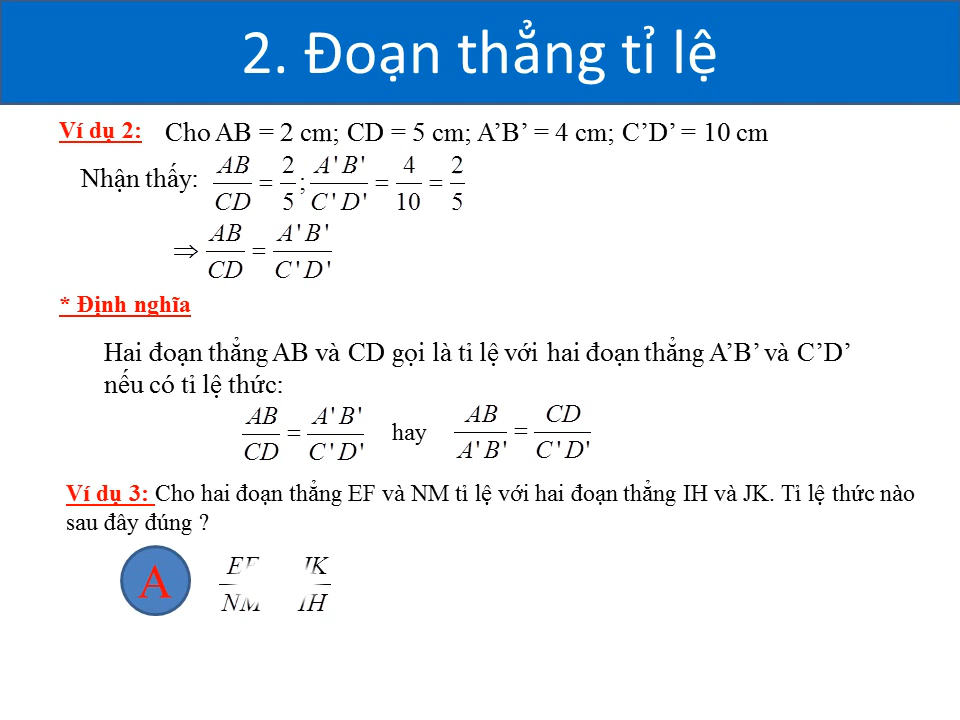 2. Đoạn thẳng tỉ lệ
Ví dụ 2: Cho AB = 2 cm; CD = 5 cm; A’B’ = 4 cm; C’D’ = 10 cm
Nhận thấy: AB/CD = 2/5; A'B'/C'D' = 4/10 = 2/5
⇒ AB/CD = A'B'/C'D'
* Định nghĩa
Hai đoạn thẳng AB và CD gọi là tỉ lệ với hai đoạn thẳng A’B’ và C’D’
nếu có tỉ lệ thức:
AB/CD = A'B'/C'D' hay AB/A'B' = CD/C'D'
Ví dụ 3: Cho hai đoạn thẳng EF và NM tỉ lệ với hai đoạn thẳng IH và JK. Tỉ lệ thức nào
sau đây đúng ?
A NM IH